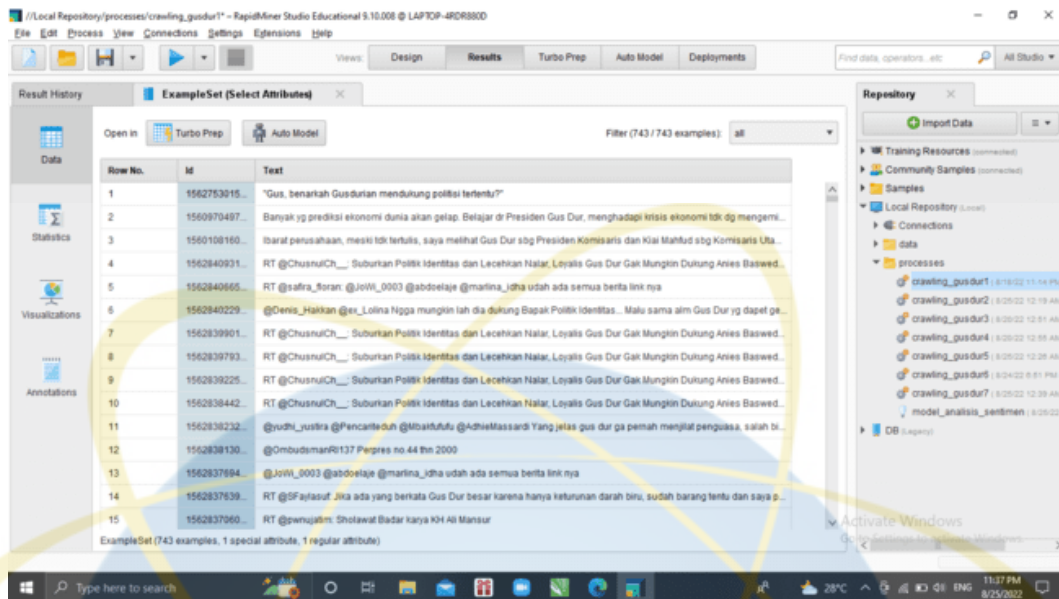 //Local Repository/processes/crawling_gusdur1* – RapidMiner Studio Educational 9.10.008 @ LAPTOP-4RDR880D
File Edit Process View Connections Settings Extensions Help
Views: Design Results Turbo Prep Auto Model Deployments Find data, operators...etc All Studio
Result History ExampleSet (Select Attributes) Repository
Open in Turbo Prep Auto Model Filter (743 / 743 examples): all Import Data
Data
Statistics
Visualizations
Annotations
Row No. Id Text
1 1562753015... "Gus, benarkah Gusdurian mendukung politisi tertentu?"
2 1560970497... Banyak yg prediksi ekonomi dunia akan gelap. Belajar dr Presiden Gus Dur, menghadapi krisis ekonomi tdk dg mengemi...
3 1560108160... Ibarat perusahaan, meski tdk tertulis, saya melihat Gus Dur sbg Presiden Komisaris dan Kiai Mahfud sbg Komisaris Uta...
4 1562840931... RT @ChusnulCh__: Suburkan Politik Identitas dan Lecehkan Nalar, Loyalis Gus Dur Gak Mungkin Dukung Anies Baswed...
5 1562840665... RT @safira_floran: @JoWi_0003 @abdoelaje @marlina_idha udah ada semua berita link nya
6 1562840229... @Denis_Hakkan @ex_Lolina Ngga mungkin lah dia dukung Bapak Politik Identitas... Malu sama alm Gus Dur yg dapet ge...
7 1562839901... RT @ChusnulCh__: Suburkan Politik Identitas dan Lecehkan Nalar, Loyalis Gus Dur Gak Mungkin Dukung Anies Baswed...
8 1562839793... RT @ChusnulCh__: Suburkan Politik Identitas dan Lecehkan Nalar, Loyalis Gus Dur Gak Mungkin Dukung Anies Baswed...
9 1562839225... RT @ChusnulCh__: Suburkan Politik Identitas dan Lecehkan Nalar, Loyalis Gus Dur Gak Mungkin Dukung Anies Baswed...
10 1562838442... RT @ChusnulCh__: Suburkan Politik Identitas dan Lecehkan Nalar, Loyalis Gus Dur Gak Mungkin Dukung Anies Baswed...
11 1562838232... @yudhi_yustira @Pencariteduh @Mbakfufufu @AdhieMassardi Yang jelas gus dur ga pernah menjilat penguasa, salah bi...
12 1562838130... @OmbudsmanRI137 Perpres no.44 thn 2000
13 1562837694... @JoWi_0003 @abdoelaje @marlina_idha udah ada semua berita link nya
14 1562837639... RT @SFaylasuf: Jika ada yang berkata Gus Dur besar karena hanya keturunan darah biru, sudah barang tentu dan saya p...
15 1562837060... RT @pwnujatim: Sholawat Badar karya KH Ali Mansur
ExampleSet (743 examples, 1 special attribute, 1 regular attribute)
Training Resources (connected)
Community Samples (connected)
Samples
Local Repository (Local)
Connections
data
processes
crawling_gusdur1
crawling_gusdur2
crawling_gusdur3
crawling_gusdur4
crawling_gusdur5
crawling_gusdur6
crawling_gusdur7
model_analisis_sentimen
DB (Legacy)
Activate Windows
Go to Settings to activate Windows.
Type here to search 28°C ENG 11:37 PM
8/25/2022